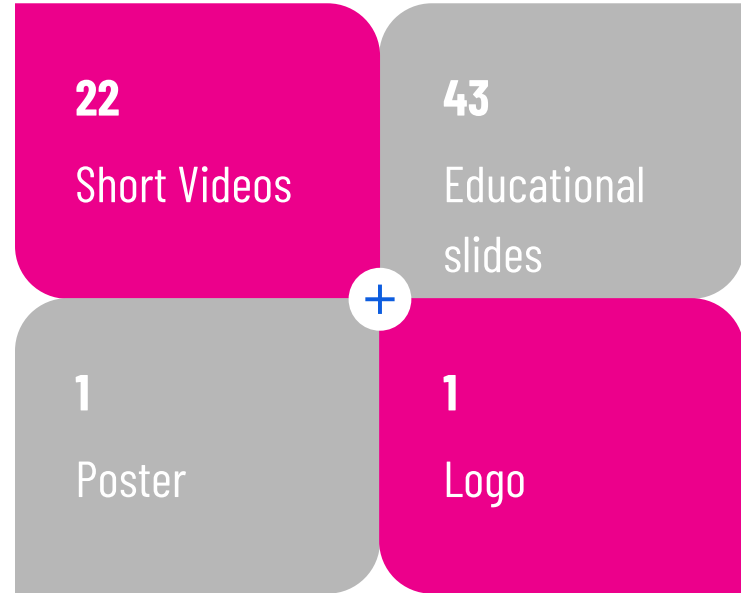 22
Short Videos
43
Educational
slides
+
1
Poster
1
Logo